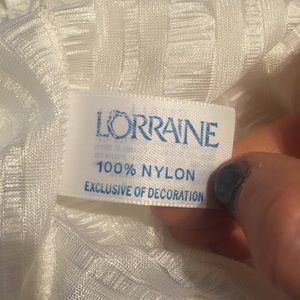 LORRAINE
100% NYLON
EXCLUSIVE OF DECORATION